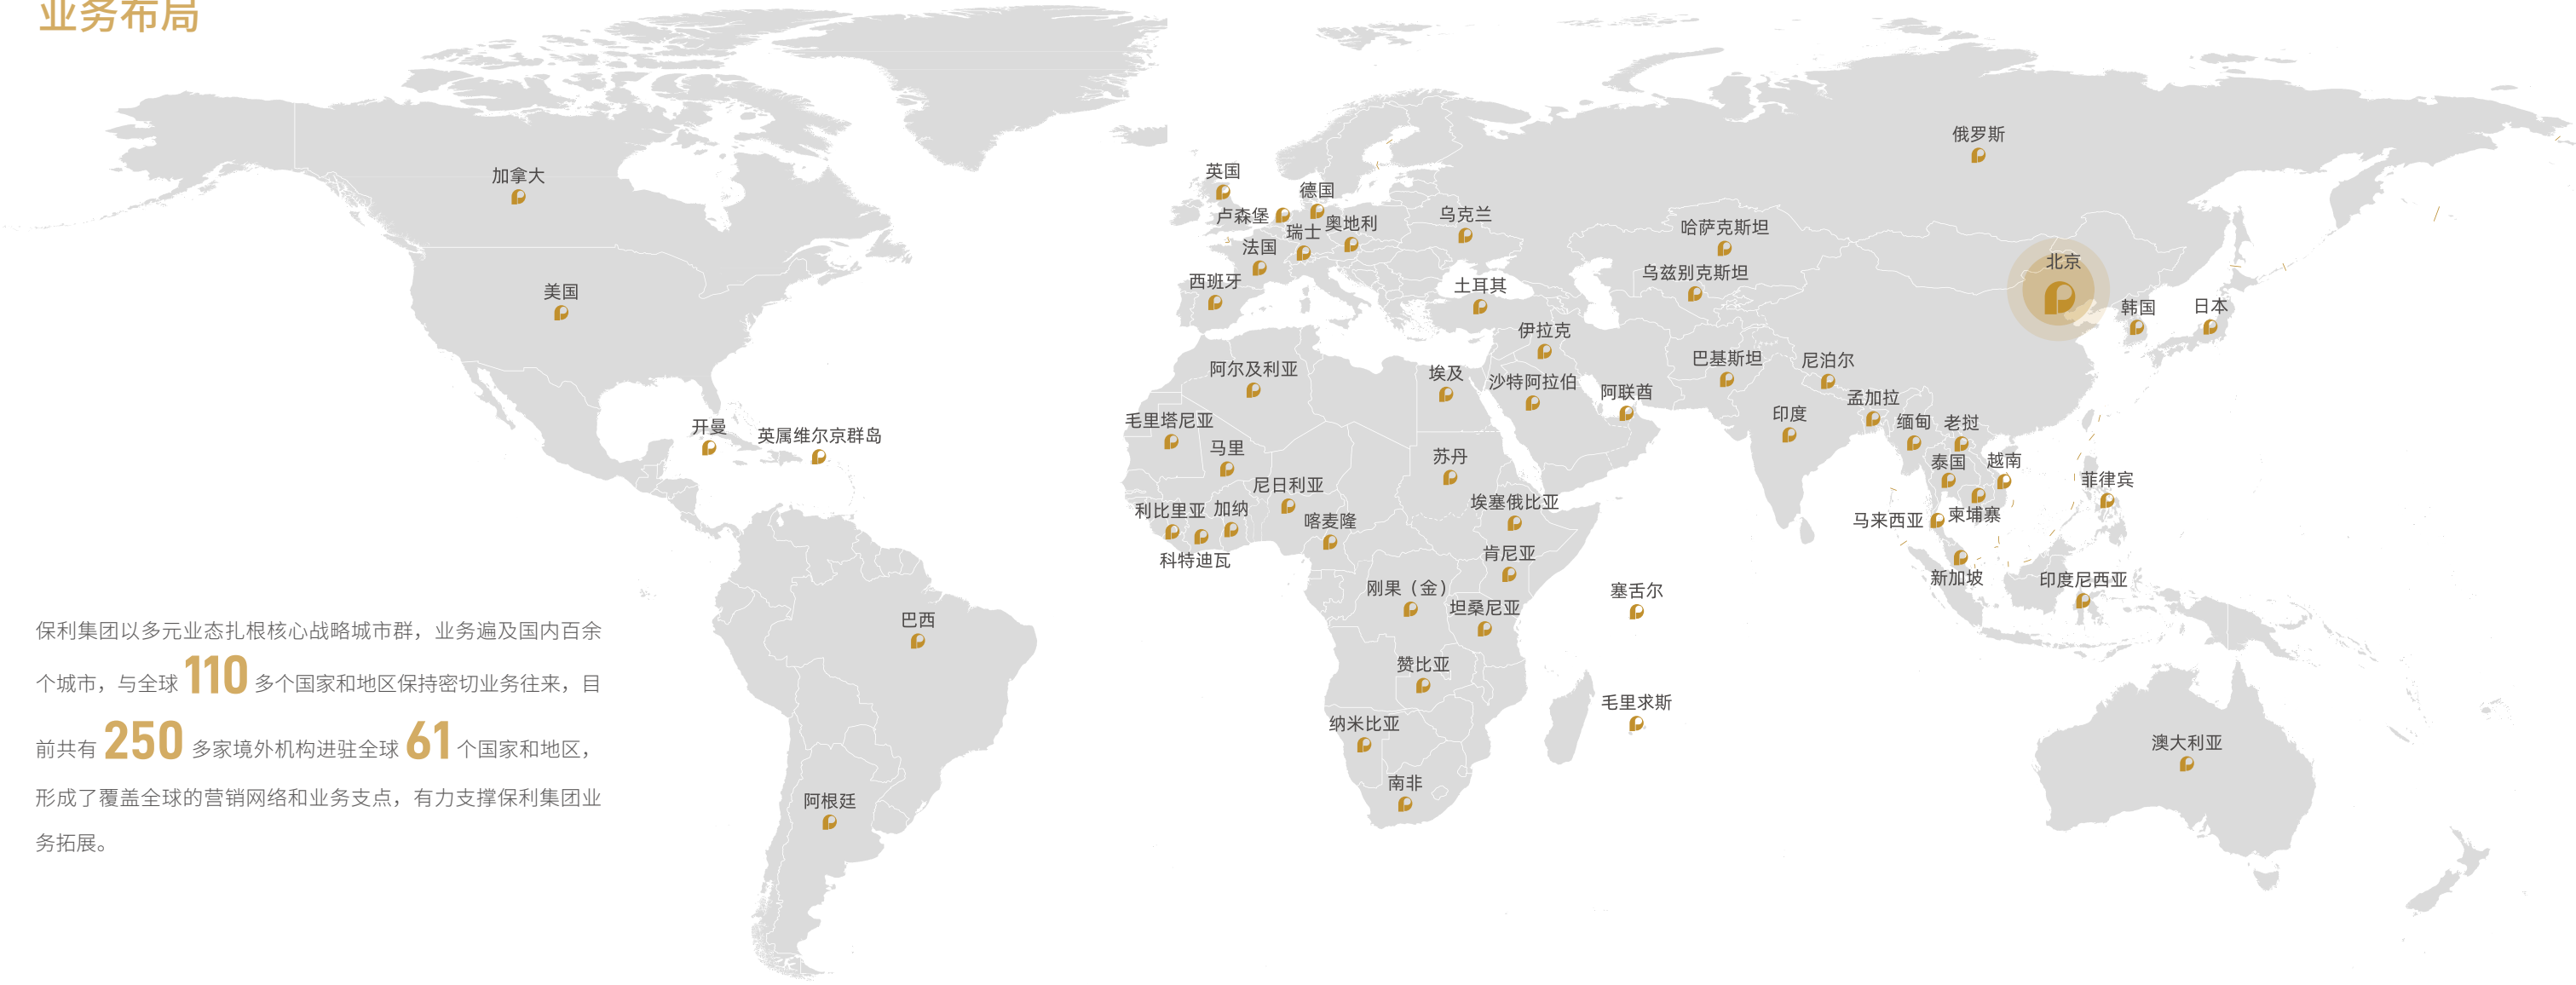 业务布局
俄罗斯
英国
加拿大
德国
卢森堡
乌克兰
奥地利
哈萨克斯坦
瑞士
法国
北京
乌兹别克斯坦
西班牙
土耳其
美国
韩国
日本
伊拉克
巴基斯坦
尼泊尔
阿尔及利亚
埃及
沙特阿拉伯
阿联酋
孟加拉
印度
毛里塔尼亚
缅甸
老挝
开曼
英属维尔京群岛
马里
苏丹
泰国
越南
菲律宾
尼日利亚
埃塞俄比亚
利比里亚
加纳
喀麦隆
马来西亚
柬埔寨
科特迪瓦
肯尼亚
新加坡
印度尼西亚
刚果（金）
塞舌尔
坦桑尼亚
巴西
赞比亚
毛里求斯
纳米比亚
澳大利亚
南非
阿根廷
保利集团以多元业态扎根核心战略城市群，业务遍及国内百余
个城市，与全球 110 多个国家和地区保持密切业务往来，目
前共有 250 多家境外机构进驻全球 61 个国家和地区，
形成了覆盖全球的营销网络和业务支点，有力支撑保利集团业
务拓展。